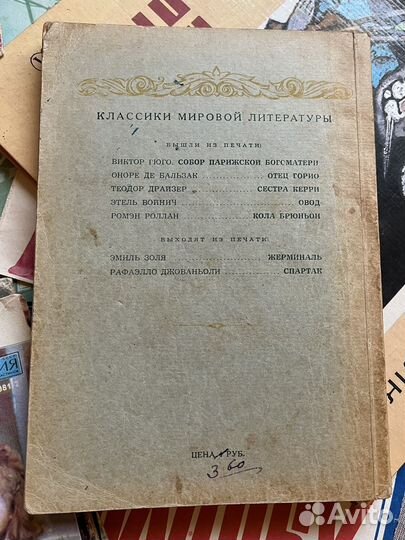 КЛАССИКИ МИРОВОЙ ЛИТЕРАТУРЫ
ВЫШЛИ ИЗ ПЕЧАТИ:
ВИКТОР ГЮГО. СОБОР ПАРИЖСКОЙ БОГОМАТЕРИ
ОНОРЕ ДЕ БАЛЬЗАК ........ ОТЕЦ ГОРИО
ТЕОДОР ДРАЙЗЕР ........ СЕСТРА КЕРРИ
ЭТЕЛЬ ВОЙНИЧ ........ ОВОД
РОМЭН РОЛЛАН ........ КОЛА БРЮНЬОН
ВЫХОДЯТ ИЗ ПЕЧАТИ:
ЭМИЛЬ ЗОЛЯ ........ ЖЕРМИНАЛЬ
РАФАЭЛЛО ДЖОВАНЬОЛИ ........ СПАРТАК
ЦЕНА 4 РУБ.
3 60
Avito